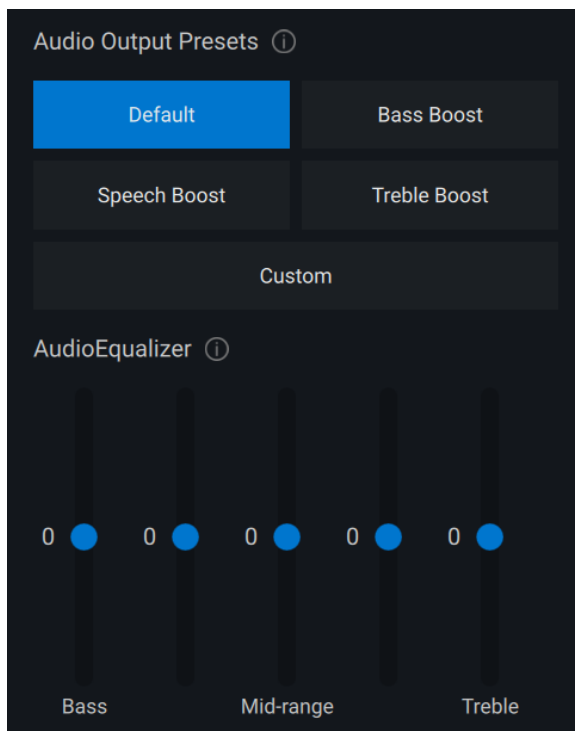 Audio Output Presets
Default Bass Boost
Speech Boost Treble Boost
Custom
AudioEqualizer
0 0 0 0 0
Bass Mid-range Treble